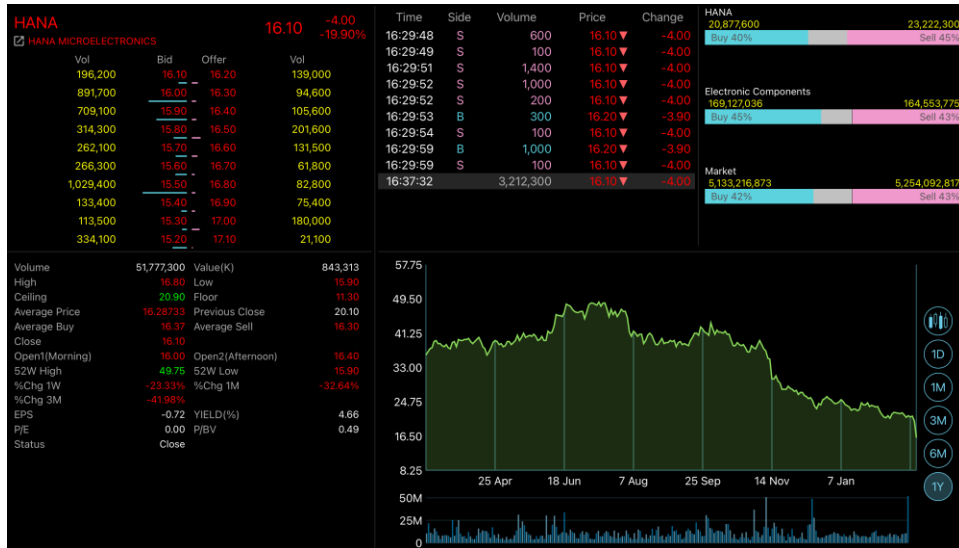 HANA 16.10 -4.00
-19.90%
HANA MICROELECTRONICS
Vol Bid Offer Vol
196,200 16.10 16.20 139,000
891,700 16.00 16.30 94,600
709,100 15.90 16.40 105,600
314,300 15.80 16.50 201,600
262,100 15.70 16.60 131,500
266,300 15.60 16.70 61,800
1,029,400 15.50 16.80 82,800
133,400 15.40 16.90 75,400
113,500 15.30 17.00 180,000
334,100 15.20 17.10 21,100
Time Side Volume Price Change
16:29:48 S 600 16.10▼ -4.00
16:29:49 S 100 16.10▼ -4.00
16:29:51 S 1,400 16.10▼ -4.00
16:29:52 S 1,000 16.10▼ -4.00
16:29:52 S 200 16.10▼ -4.00
16:29:53 B 300 16.20▼ -3.90
16:29:54 S 100 16.10▼ -4.00
16:29:59 B 1,000 16.20▼ -3.90
16:29:59 S 100 16.10▼ -4.00
16:37:32 3,212,300 16.10▼ -4.00
HANA
20,877,600 23,222,300
Buy 40% Sell 45%
Electronic Components
169,127,036 164,553,775
Buy 45% Sell 43%
Market
5,133,216,873 5,254,092,817
Buy 42% Sell 43%
Volume 51,777,300 Value(K) 843,313
High 16.80 Low 15.90
Ceiling 20.90 Floor 11.30
Average Price 16.28733 Previous Close 20.10
Average Buy 16.37 Average Sell 16.30
Close 16.10
Open1(Morning) 16.00 Open2(Afternoon) 16.40
52W High 49.75 52W Low 15.90
%Chg 1W -23.33% %Chg 1M -32.64%
%Chg 3M -41.98%
EPS -0.72 YIELD(%) 4.66
P/E 0.00 P/BV 0.49
Status Close
57.75
49.50
41.25
33.00
24.75
16.50
8.25
25 Apr 18 Jun 7 Aug 25 Sep 14 Nov 7 Jan
50M
25M
0
1D
1M
3M
6M
1Y